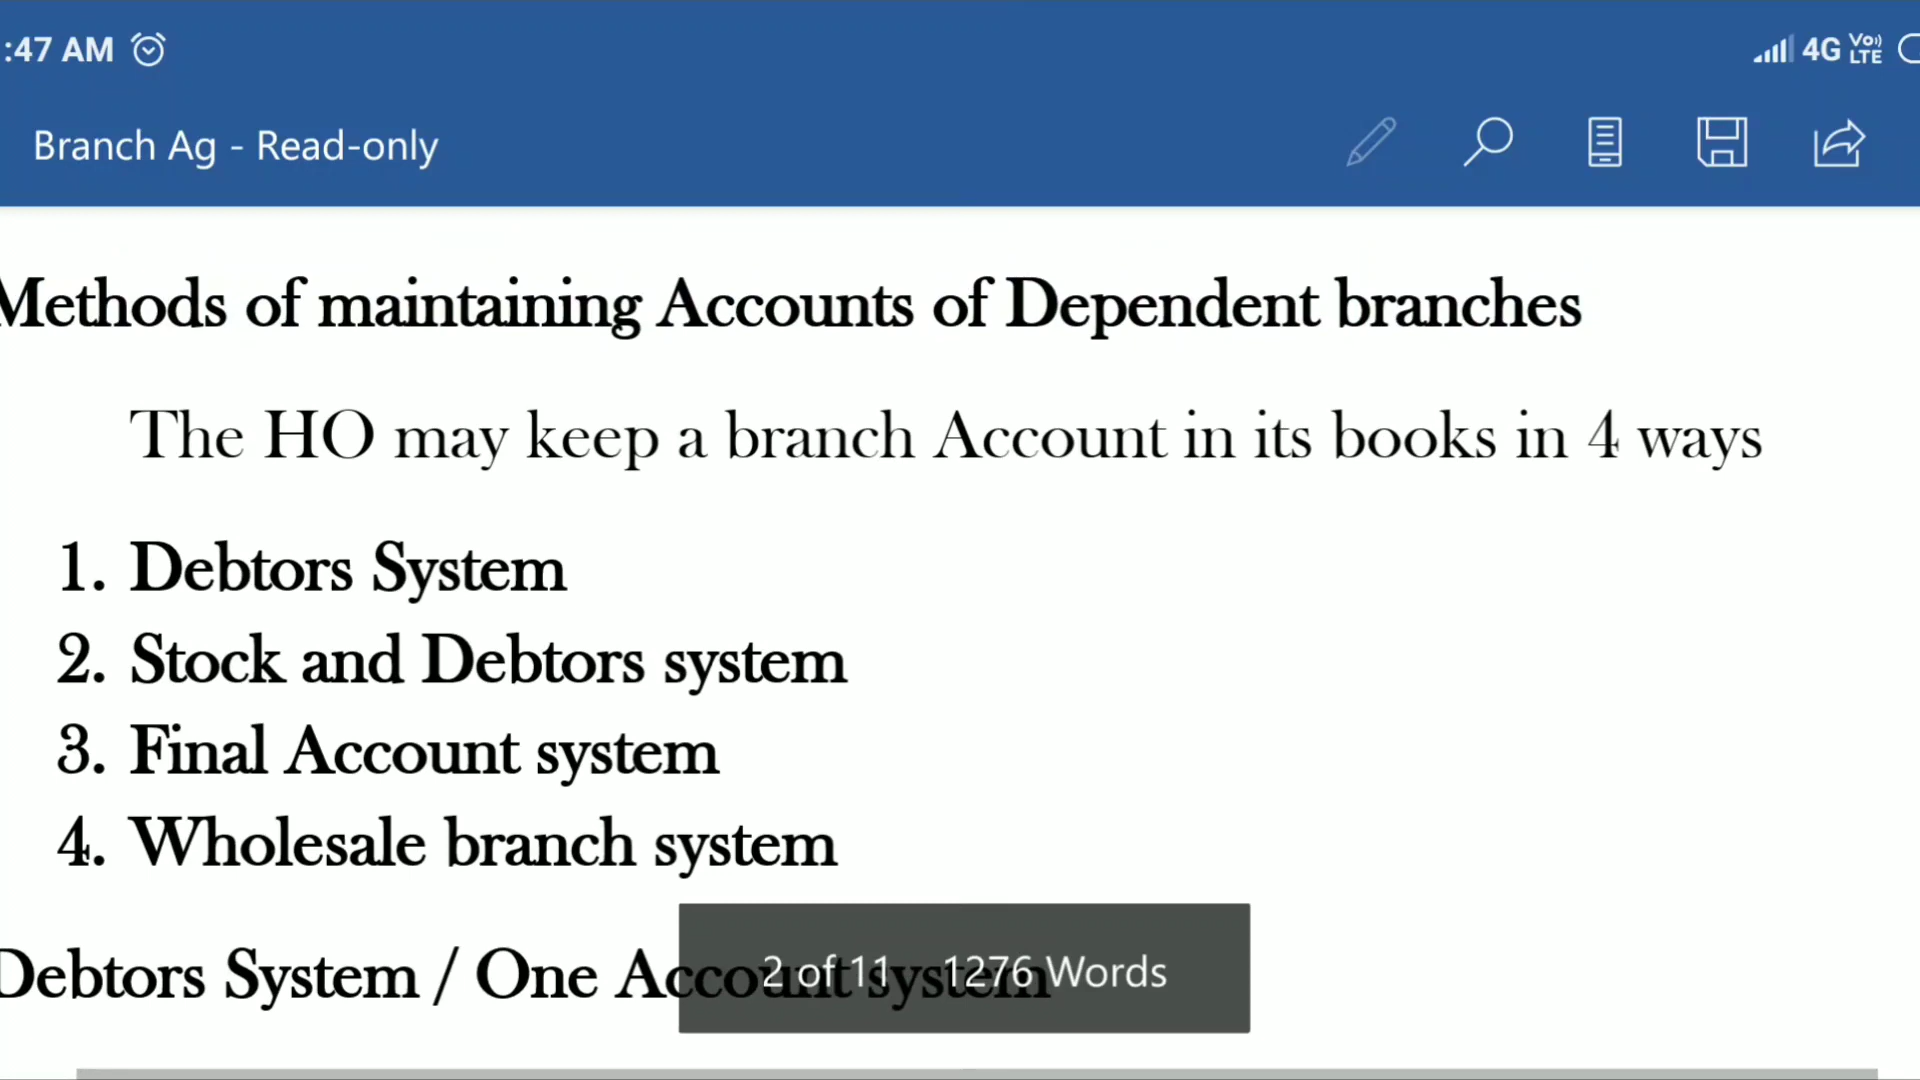 :47 AM 4G Vo)) LTE
Branch Ag - Read-only
Methods of maintaining Accounts of Dependent branches
The HO may keep a branch Account in its books in 4 ways
1. Debtors System
2. Stock and Debtors system
3. Final Account system
4. Wholesale branch system
Debtors System / One Account system
2 of 11 1276 Words